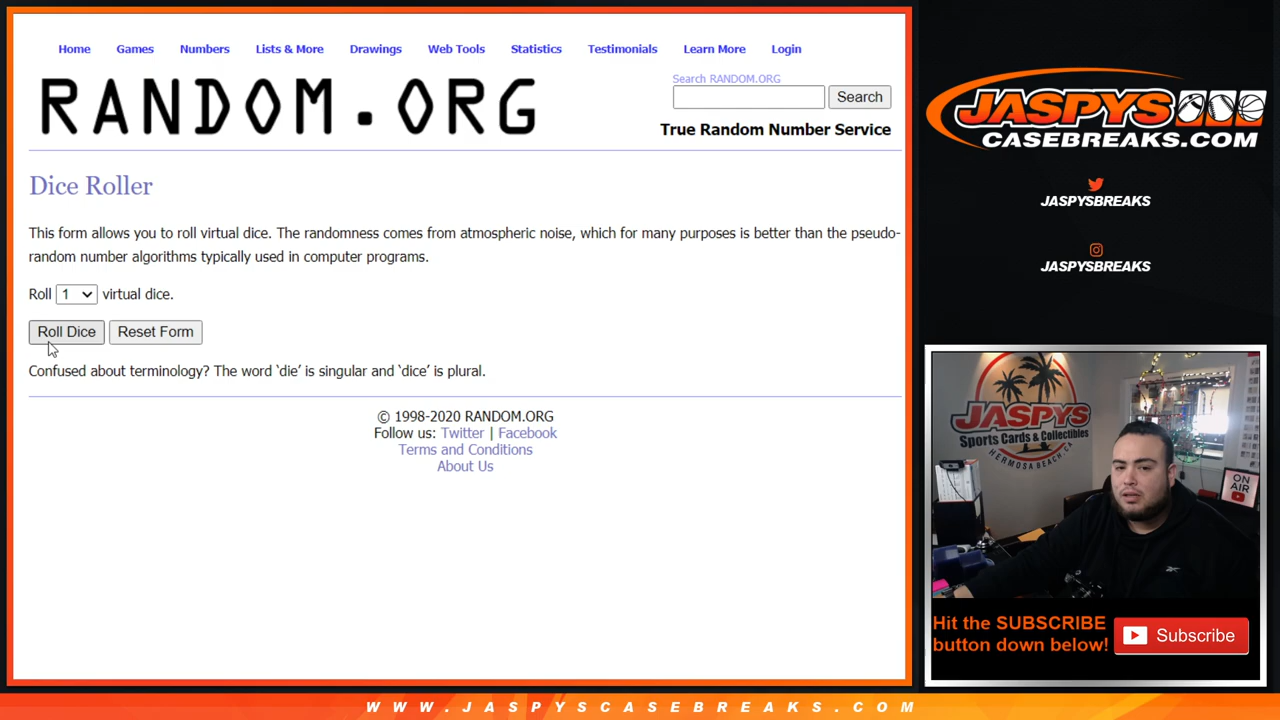 Home Games Numbers Lists & More Drawings Web Tools Statistics Testimonials Learn More Login
RANDOM.ORG
Search RANDOM.ORG
Search
True Random Number Service
Dice Roller
This form allows you to roll virtual dice. The randomness comes from atmospheric noise, which for many purposes is better than the pseudo-
random number algorithms typically used in computer programs.
Roll 1 virtual dice.
Roll Dice Reset Form
Confused about terminology? The word ‘die’ is singular and ‘dice’ is plural.
© 1998-2020 RANDOM.ORG
Follow us: Twitter | Facebook
Terms and Conditions
About Us
JASPYS
CASEBREAKS.COM
JASPYSBREAKS
JASPYSBREAKS
JASPYS
Sports Cards & Collectibles
HERMOSA BEACH, CA
ON
AIR
Hit the SUBSCRIBE
button down below!
Subscribe
WWW.JASPYSCASEBREAKS.COM